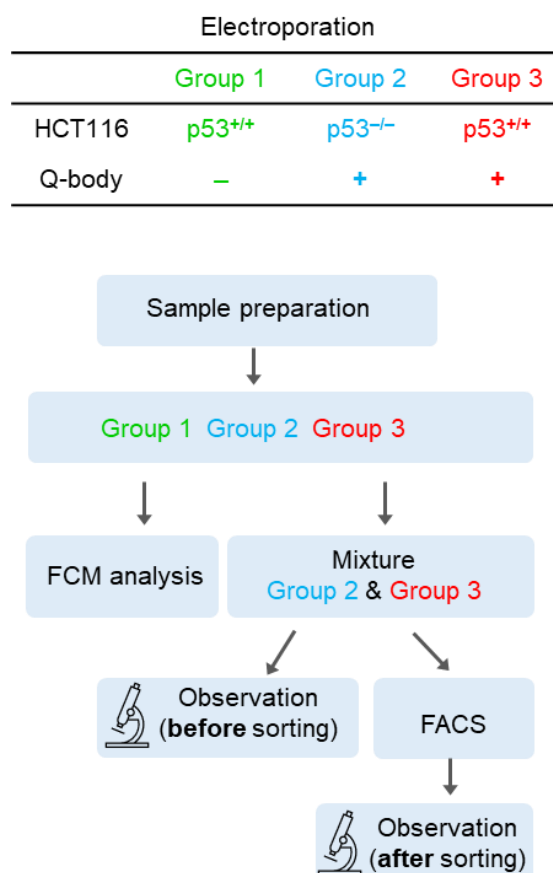 Electroporation
Group 1 Group 2 Group 3
HCT116 p53+/+ p53–/– p53+/+
Q-body – + +
Sample preparation
Group 1 Group 2 Group 3
FCM analysis
Mixture
Group 2 & Group 3
Observation
(before sorting)
FACS
Observation
(after sorting)